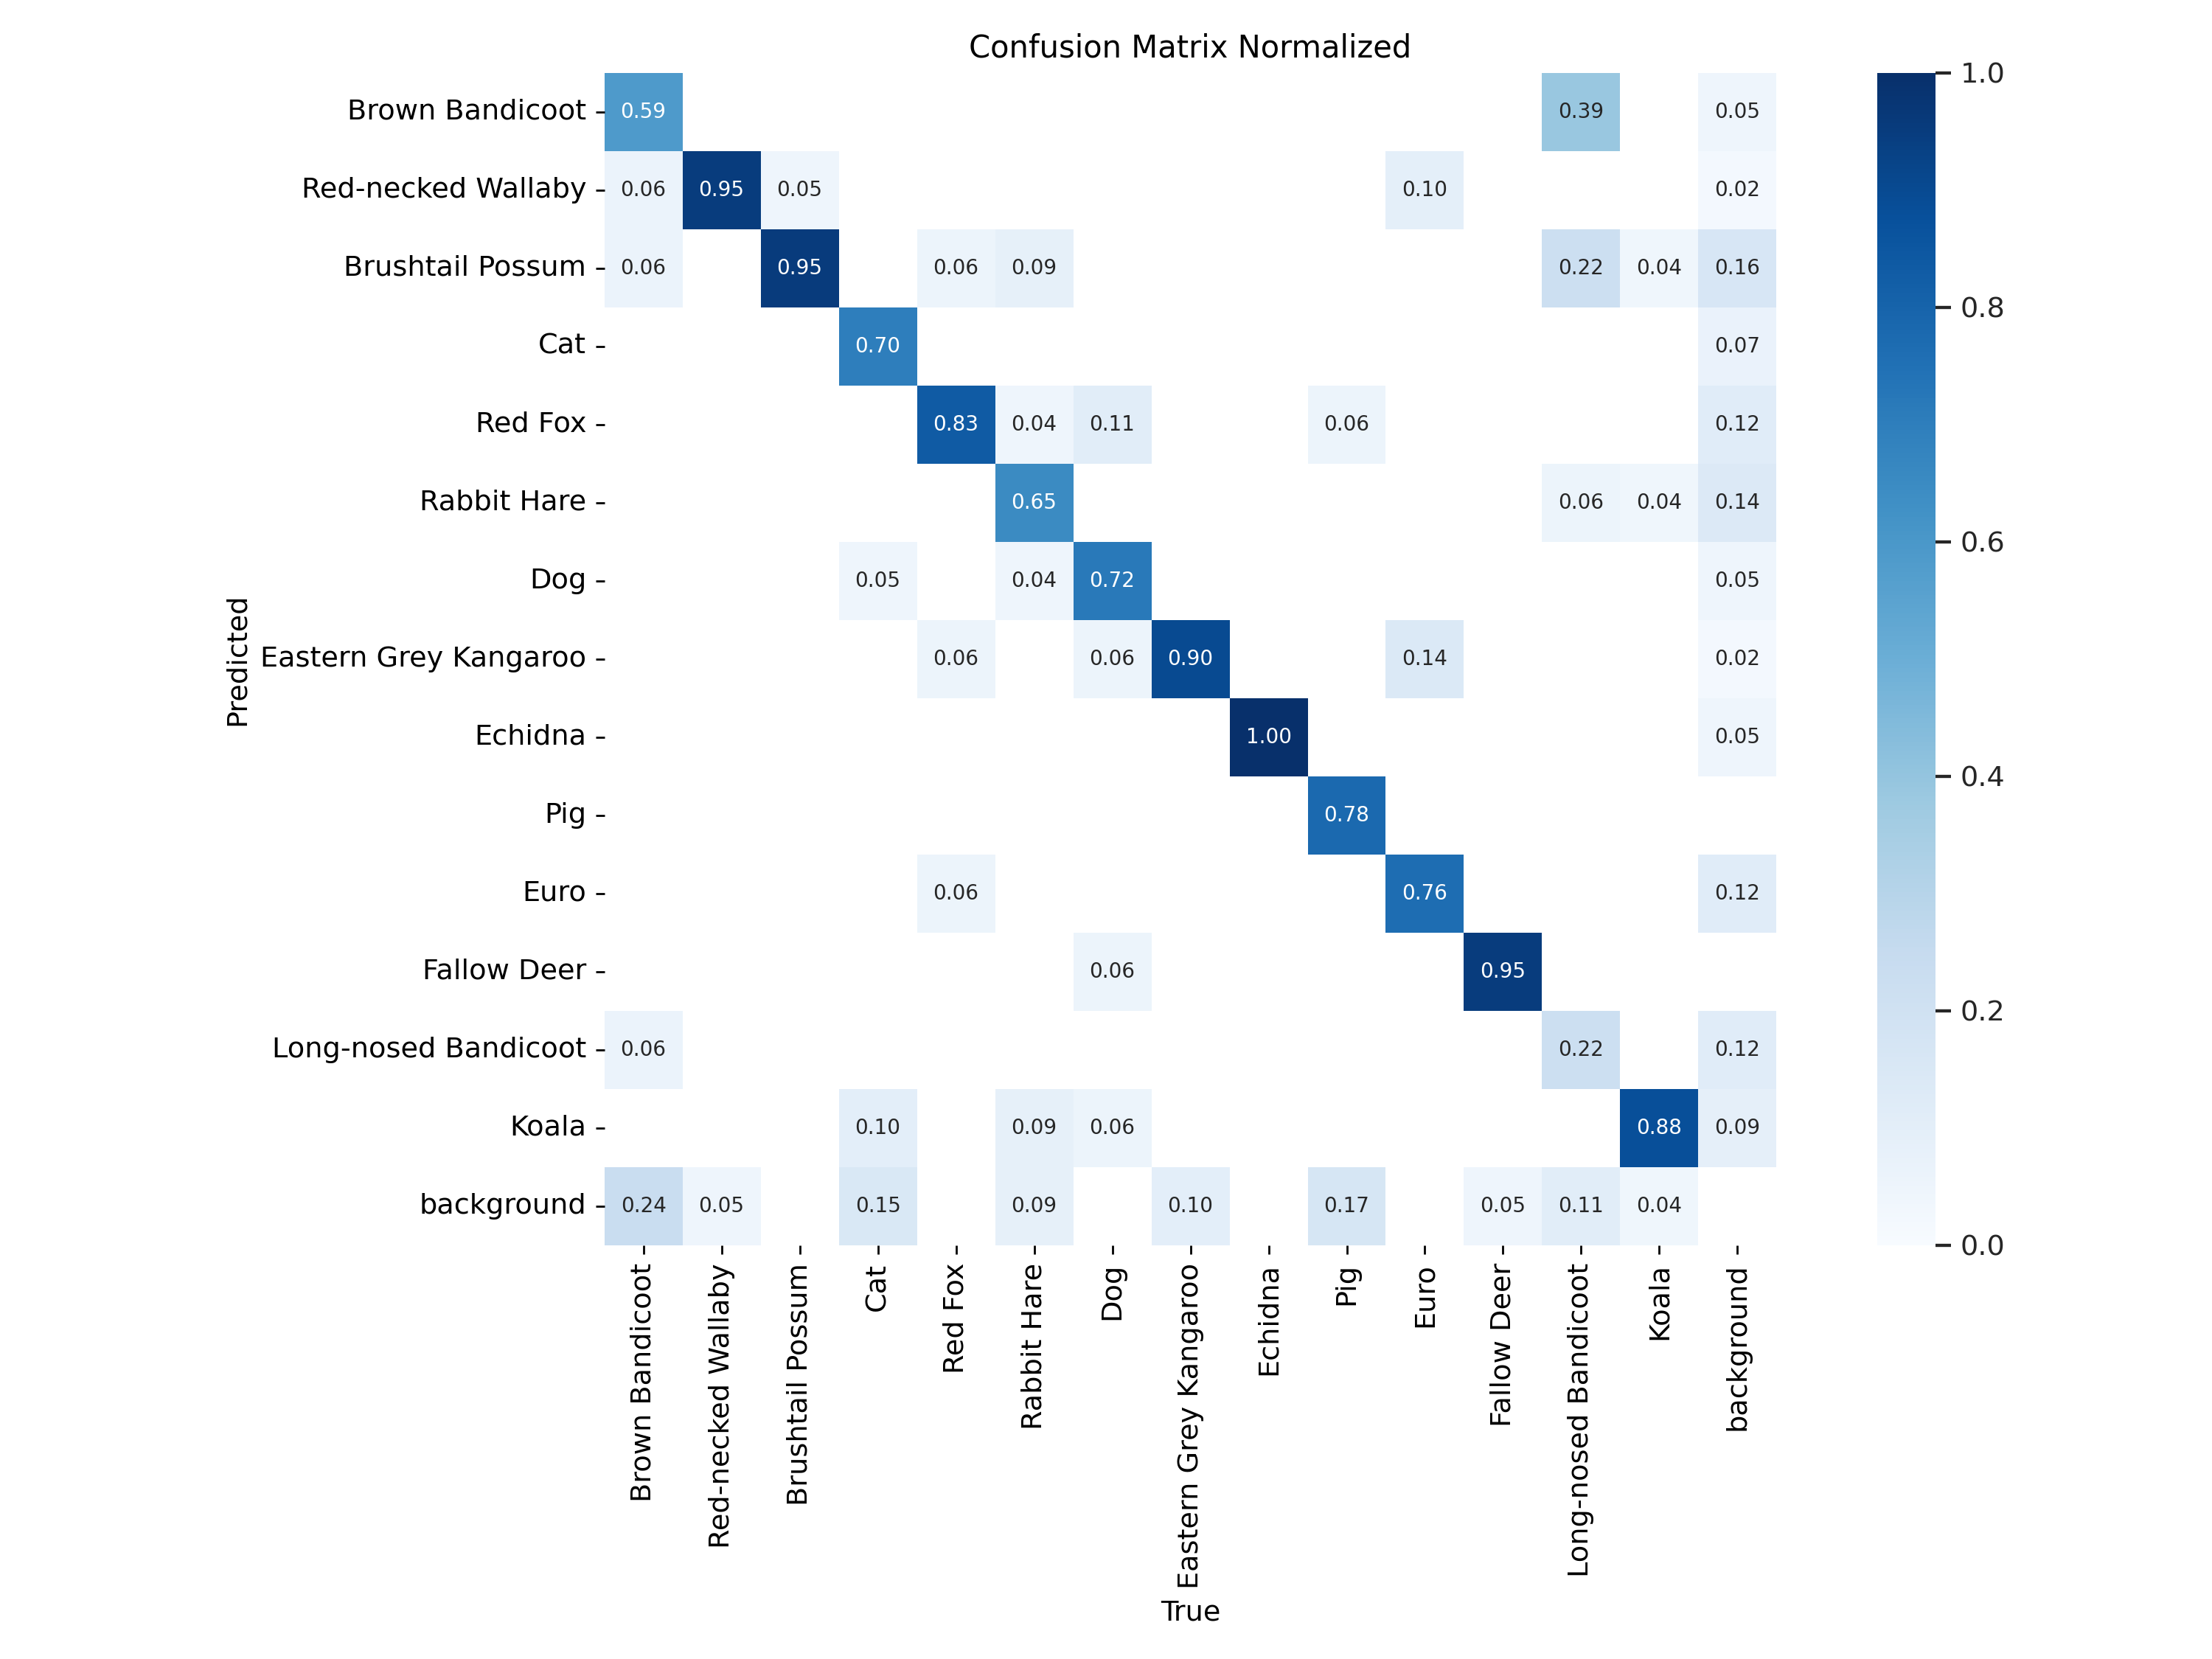 Confusion Matrix Normalized
Brown Bandicoot 0.59 0.39 0.05
Red-necked Wallaby 0.06 0.95 0.05 0.10 0.02
Brushtail Possum 0.06 0.95 0.06 0.09 0.22 0.04 0.16
Cat 0.70 0.07
Red Fox 0.83 0.04 0.11 0.06 0.12
Rabbit Hare 0.65 0.06 0.04 0.14
Dog 0.05 0.04 0.72 0.05
Eastern Grey Kangaroo 0.06 0.06 0.90 0.14 0.02
Echidna 1.00 0.05
Pig 0.78
Euro 0.06 0.76 0.12
Fallow Deer 0.06 0.95
Long-nosed Bandicoot 0.06 0.22 0.12
Koala 0.10 0.09 0.06 0.88 0.09
background 0.24 0.05 0.15 0.09 0.10 0.17 0.05 0.11 0.04
Predicted
Brown Bandicoot
Red-necked Wallaby
Brushtail Possum
Cat
Red Fox
Rabbit Hare
Dog
Eastern Grey Kangaroo
Echidna
Pig
Euro
Fallow Deer
Long-nosed Bandicoot
Koala
background
True
1.0
0.8
0.6
0.4
0.2
0.0